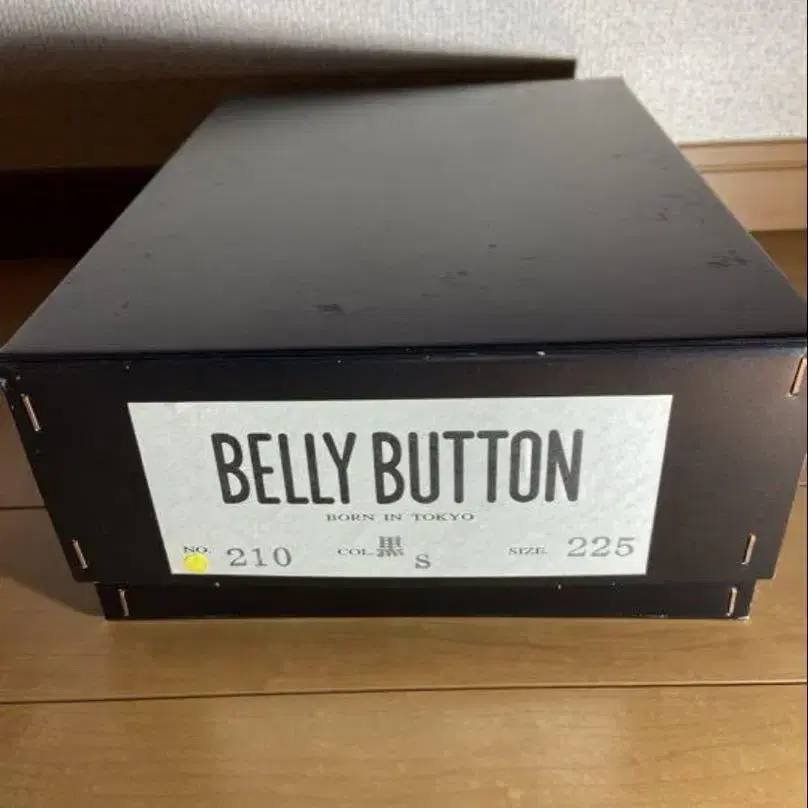 BELLY BUTTON
BORN IN TOKYO
NO. 210 COL. 黒 S SIZE. 225